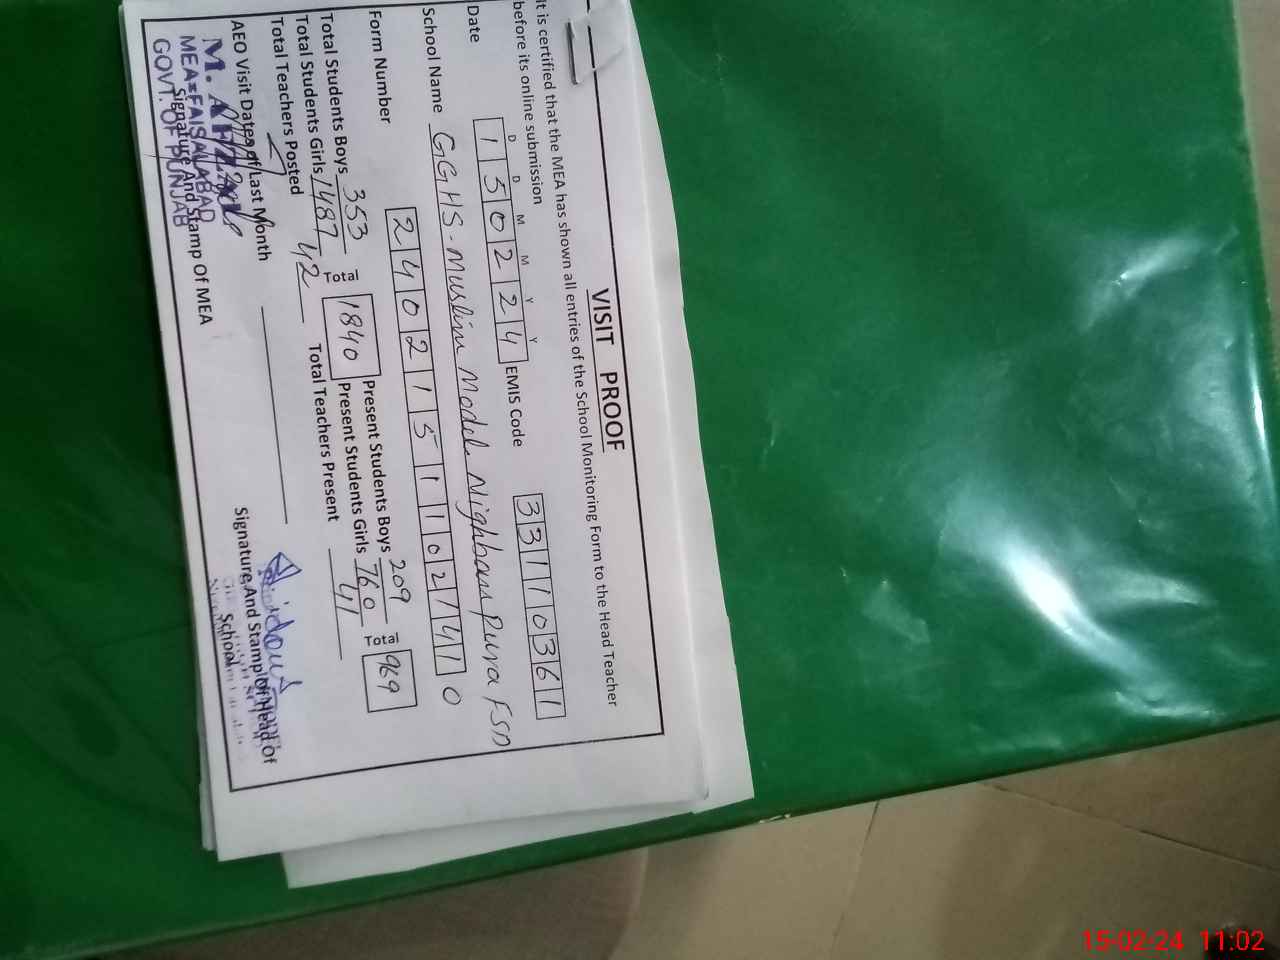 VISIT PROOF
It is certified that the MEA has shown all entries of the School Monitoring Form to the Head Teacher
before its online submission
D D M M Y Y
Date 1 5 0 2 2 4 EMIS Code 3 3 1 1 0 3 6 1
School Name GGHS - Muslim Model Nighban Pura FSD
Form Number 2 4 0 2 1 5 1 1 0 2 1 4 1 0
Total Students Boys 353 Present Students Boys 209
Total Students Girls 1487 Total 1840 Present Students Girls 760 Total 969
Total Teachers Posted 42 Total Teachers Present 41
AEO Visit Date of Last Month
Signature And Stamp Of MEA
M.
MEA=FAISALABAD
GOVT. OF PUNJAB
Signature And Stamp of Head of
School
15-02-24 11:02